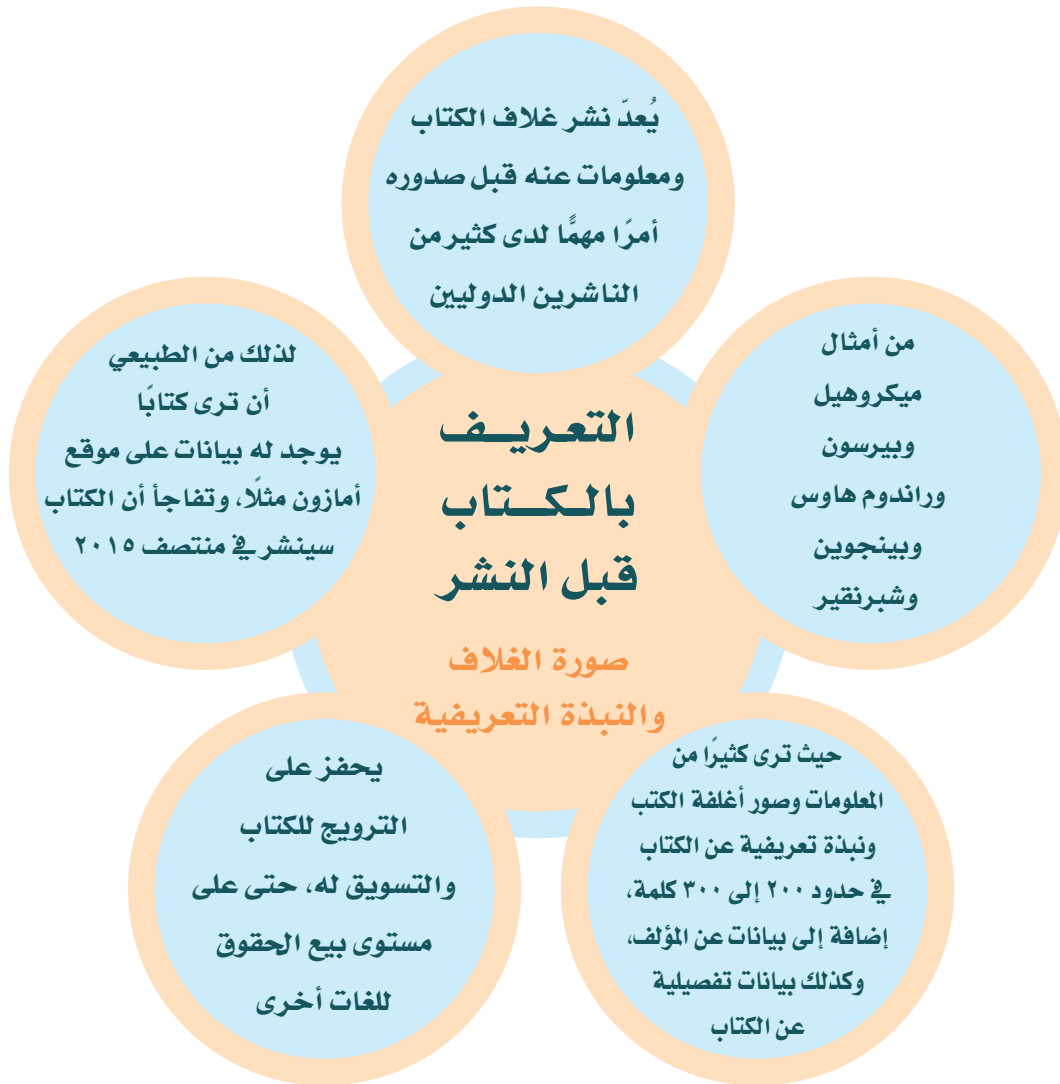 يُعدّ نشر غلاف الكتاب
ومعلومات عنه قبل صدوره
أمرًا مهمًّا لدى كثير من
الناشرين الدوليين
من أمثال
ميكروهيل
وبيرسون
وراندوم هاوس
وبينجوين
وشبرنقير
حيث ترى كثيرًا من
المعلومات وصور أغلفة الكتب
ونبذة تعريفية عن الكتاب
في حدود ٢٠٠ إلى ٣٠٠ كلمة،
إضافة إلى بيانات عن المؤلف،
وكذلك بيانات تفصيلية
عن الكتاب
يحفز على
الترويج للكتاب
والتسويق له، حتى على
مستوى بيع الحقوق
للغات أخرى
لذلك من الطبيعي
أن ترى كتابًا
يوجد له بيانات على موقع
أمازون مثلًا، وتفاجأ أن الكتاب
سينشر في منتصف ٢٠١٥
التعريف
بالكتاب
قبل النشر
صورة الغلاف
والنبذة التعريفية